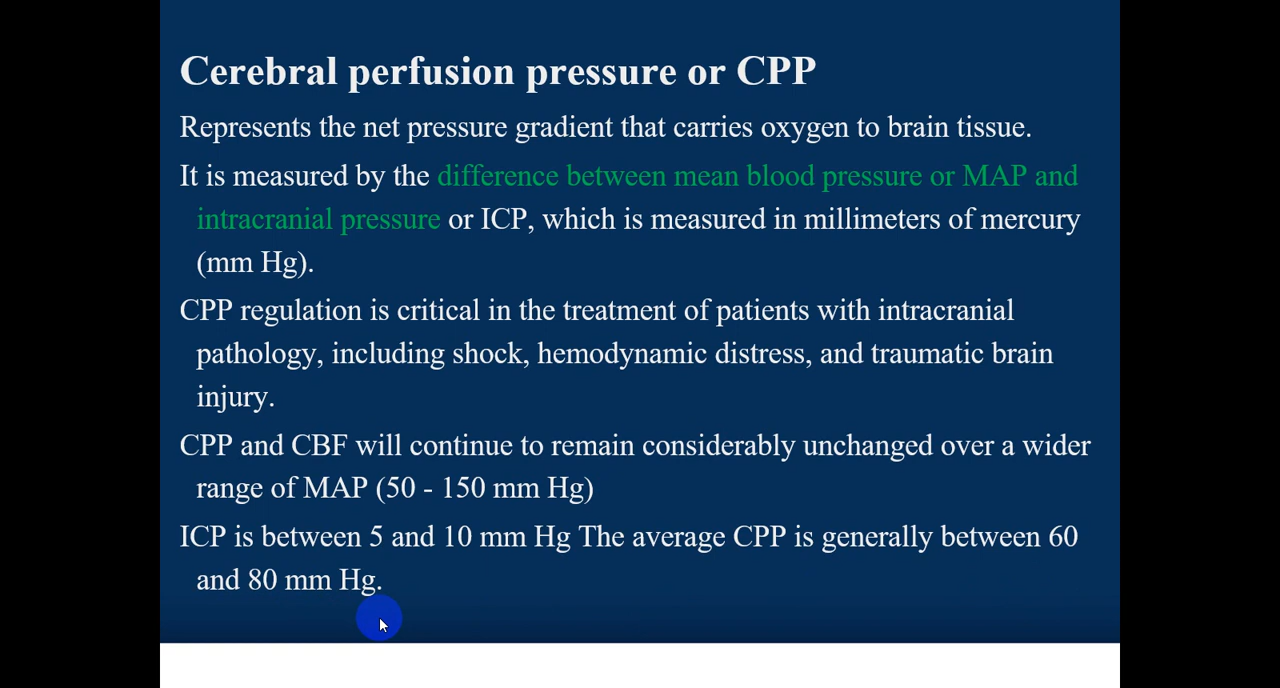 Cerebral perfusion pressure or CPP
Represents the net pressure gradient that carries oxygen to brain tissue.
It is measured by the difference between mean blood pressure or MAP and
intracranial pressure or ICP, which is measured in millimeters of mercury
(mm Hg).
CPP regulation is critical in the treatment of patients with intracranial
pathology, including shock, hemodynamic distress, and traumatic brain
injury.
CPP and CBF will continue to remain considerably unchanged over a wider
range of MAP (50 - 150 mm Hg)
ICP is between 5 and 10 mm Hg The average CPP is generally between 60
and 80 mm Hg.